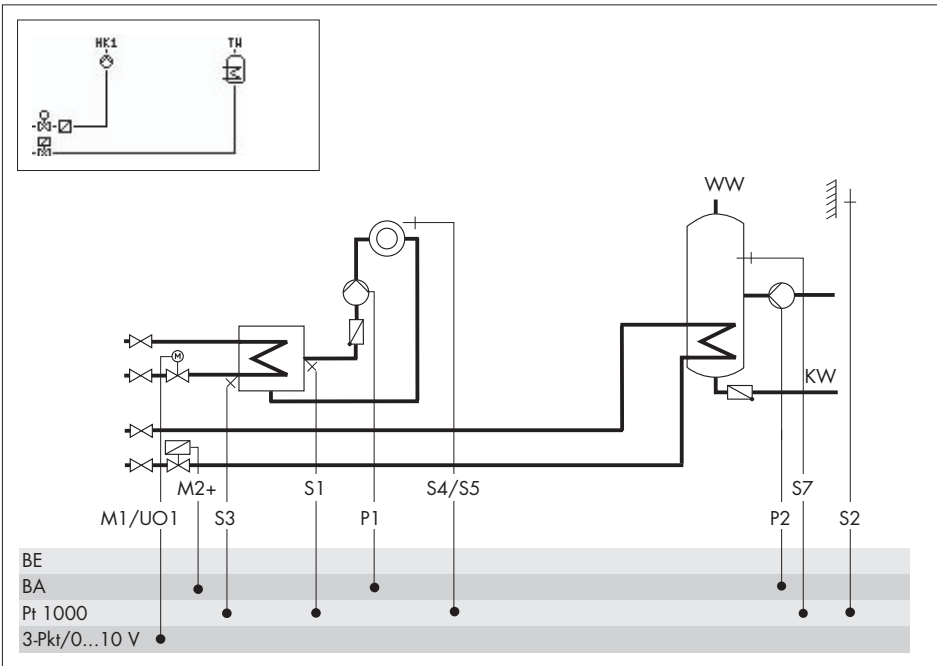 HK1 TW
WW
KW
M2+ S1 S4/S5 S7
M1/UO1 S3 P1 P2 S2
M
BE
BA
Pt 1000
3-Pkt/0...10 V